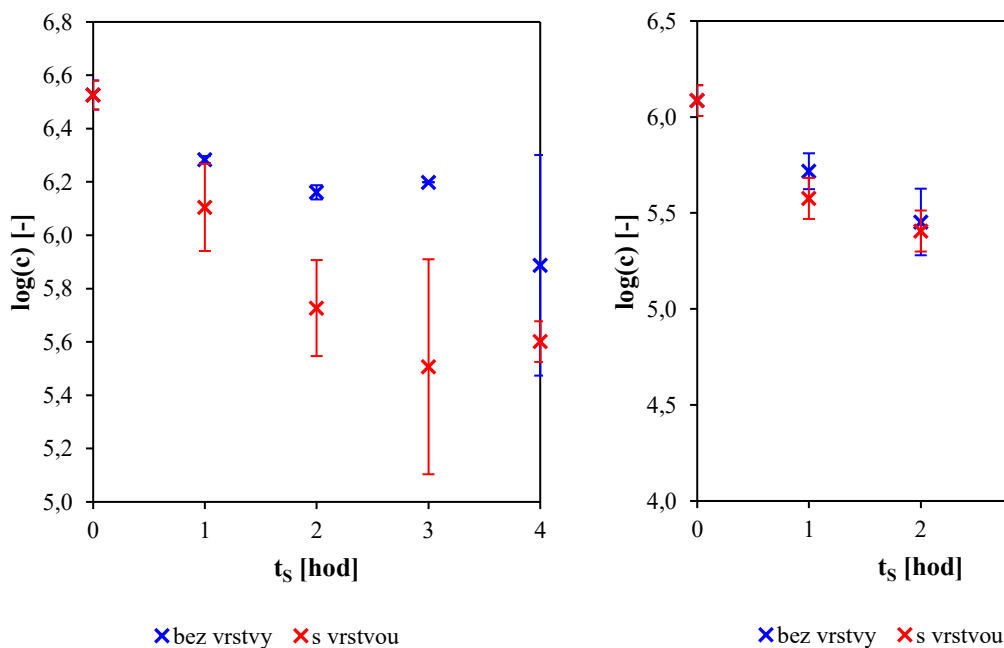 6,8
6,6
6,4
6,2
6,0
5,8
5,6
5,4
5,2
5,0
log(c) [-]
0 1 2 3 4
t_S [hod]
bez vrstvy s vrstvou
6,5
6,0
5,5
5,0
4,5
4,0
log(c) [-]
0 1 2
t_S [hod]
bez vrstvy s vrstvou